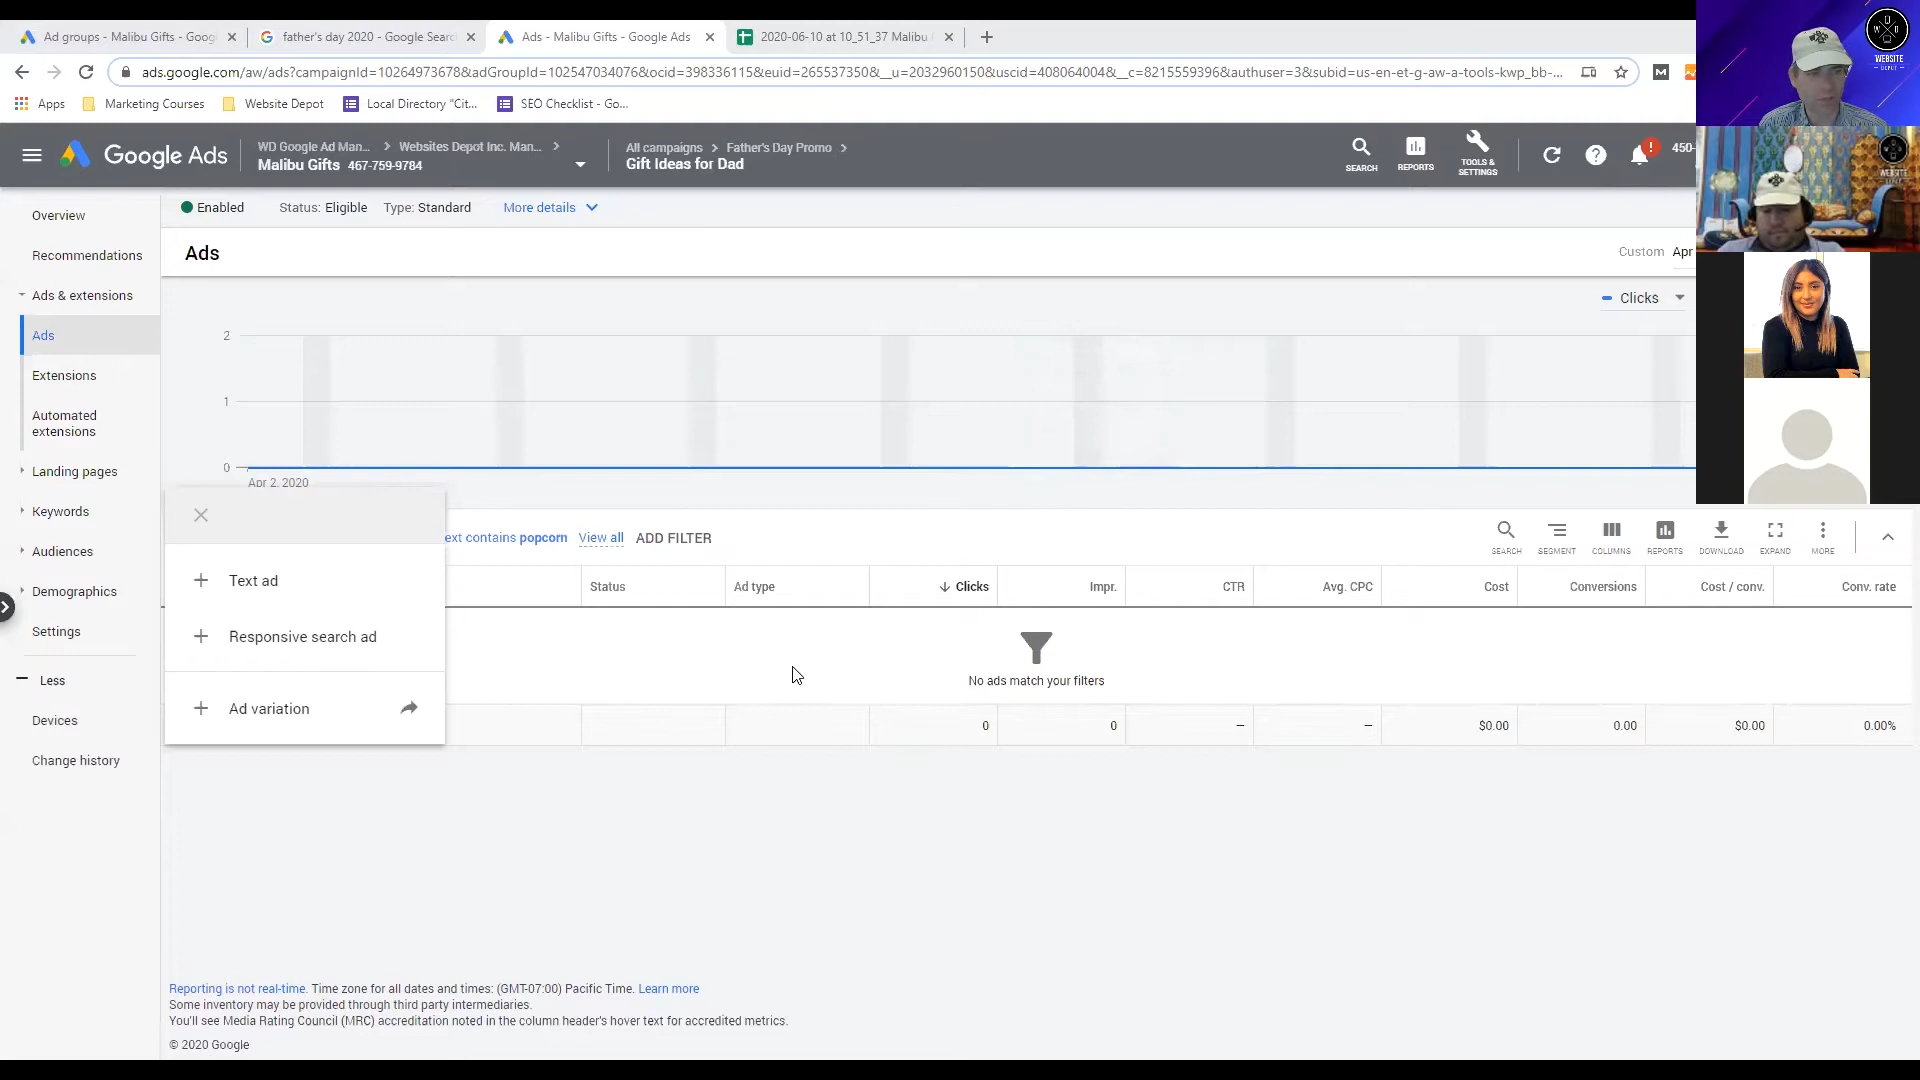 Ad groups - Malibu Gifts - Googl
father's day 2020 - Google Searc
Ads - Malibu Gifts - Google Ads
2020-06-10 at 10_51_37 Malibu
ads.google.com/aw/ads?campaignId=10264973678&adGroupId=102547034076&ocid=398336115&euid=265537350&__u=2032960150&uscid=408064004&__c=8215559396&authuser=3&subid=us-en-et-g-aw-a-tools-kwp_bb-...
Apps
Marketing Courses
Website Depot
Local Directory "Cit...
SEO Checklist - Go...
Google Ads
WD Google Ad Man... > Websites Depot Inc. Man... >
Malibu Gifts 467-759-9784
All campaigns > Father's Day Promo >
Gift Ideas for Dad
SEARCH
REPORTS
TOOLS & SETTINGS
450-
WEBSITE
DEPOT
Overview
Recommendations
Ads & extensions
Ads
Extensions
Automated extensions
Landing pages
Keywords
Audiences
Demographics
Settings
Less
Devices
Change history
Enabled Status: Eligible Type: Standard More details
Ads
Custom Apr
Clicks
2
1
0
Apr 2, 2020
ext contains popcorn View all ADD FILTER
SEARCH SEGMENT COLUMNS REPORTS DOWNLOAD EXPAND MORE
Text ad
Responsive search ad
Ad variation
Status Ad type Clicks Impr. CTR Avg. CPC Cost Conversions Cost / conv. Conv. rate
No ads match your filters
0 0 – – $0.00 0.00 $0.00 0.00%
Reporting is not real-time. Time zone for all dates and times: (GMT-07:00) Pacific Time. Learn more
Some inventory may be provided through third party intermediaries.
You'll see Media Rating Council (MRC) accreditation noted in the column header's hover text for accredited metrics.
© 2020 Google